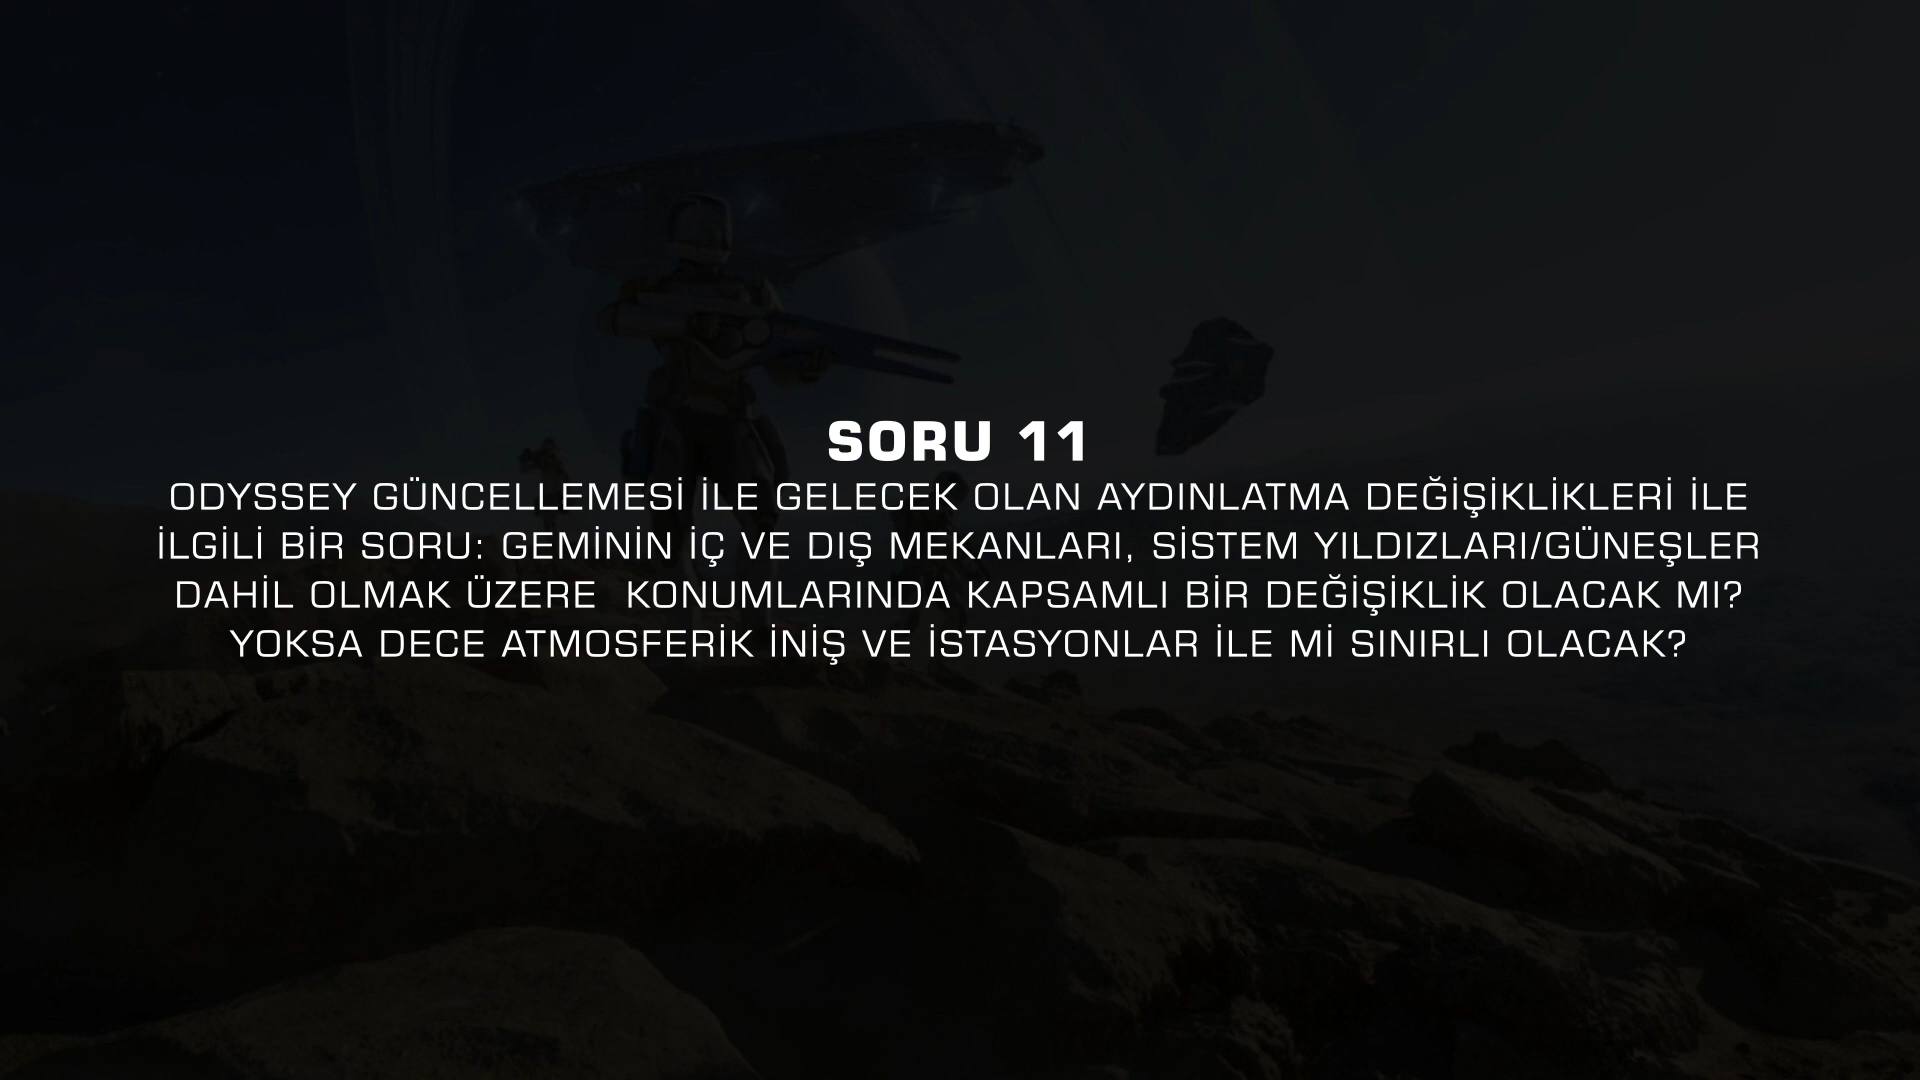 SORU 11
ODYSSEY GÜNCELLEMESİ İLE GELECEK OLAN AYDINLATMA DEĞİŞİKLİKLERİ İLE
İLGİLİ BİR SORU: GEMİNİN İÇ VE DIŞ MEKANLARI, SİSTEM YILDIZLARI/GÜNEŞLER
DAHİL OLMAK ÜZERE  KONUMLARINDA KAPSAMLI BİR DEĞİŞİKLİK OLACAK MI?
YOKSA DECE ATMOSFERİK İNİŞ VE İSTASYONLAR İLE Mİ SINIRLI OLACAK?